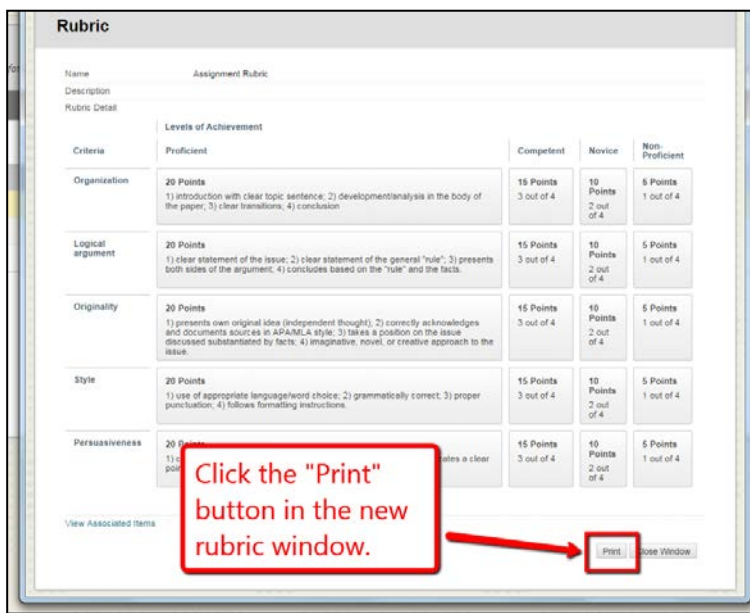 for
Rubric
Name Assignment Rubric
Description
Rubric Detail
Levels of Achievement
Criteria Proficient Competent Novice Non-
Proficient
Organization 20 Points 15 Points 10 Points 5 Points
1) introduction with clear topic sentence; 2) development/analysis in the body of 3 out of 4 2 out of 4 1 out of 4
the paper; 3) clear transitions; 4) conclusion
Logical argument 20 Points 15 Points 10 Points 5 Points
1) clear statement of the issue; 2) clear statement of the general "rule"; 3) presents 3 out of 4 2 out of 4 1 out of 4
both sides of the argument; 4) concludes based on the "rule" and the facts.
Originality 20 Points 15 Points 10 Points 5 Points
1) presents own original idea (independent thought); 2) correctly acknowledges 3 out of 4 2 out of 4 1 out of 4
and documents sources in APA/MLA style; 3) takes a position on the issue
discussed substantiated by facts; 4) imaginative, novel, or creative approach to the
issue.
Style 20 Points 15 Points 10 Points 5 Points
1) use of appropriate language/word choice; 2) grammatically correct; 3) proper 3 out of 4 2 out of 4 1 out of 4
punctuation; 4) follows formatting instructions
Persuasiveness 20 Points 15 Points 10 Points 5 Points
1) a clear 3 out of 4 2 out of 4 1 out of 4
Click the "Print"
button in the new
rubric window.
View Associated Items
Print Close Window